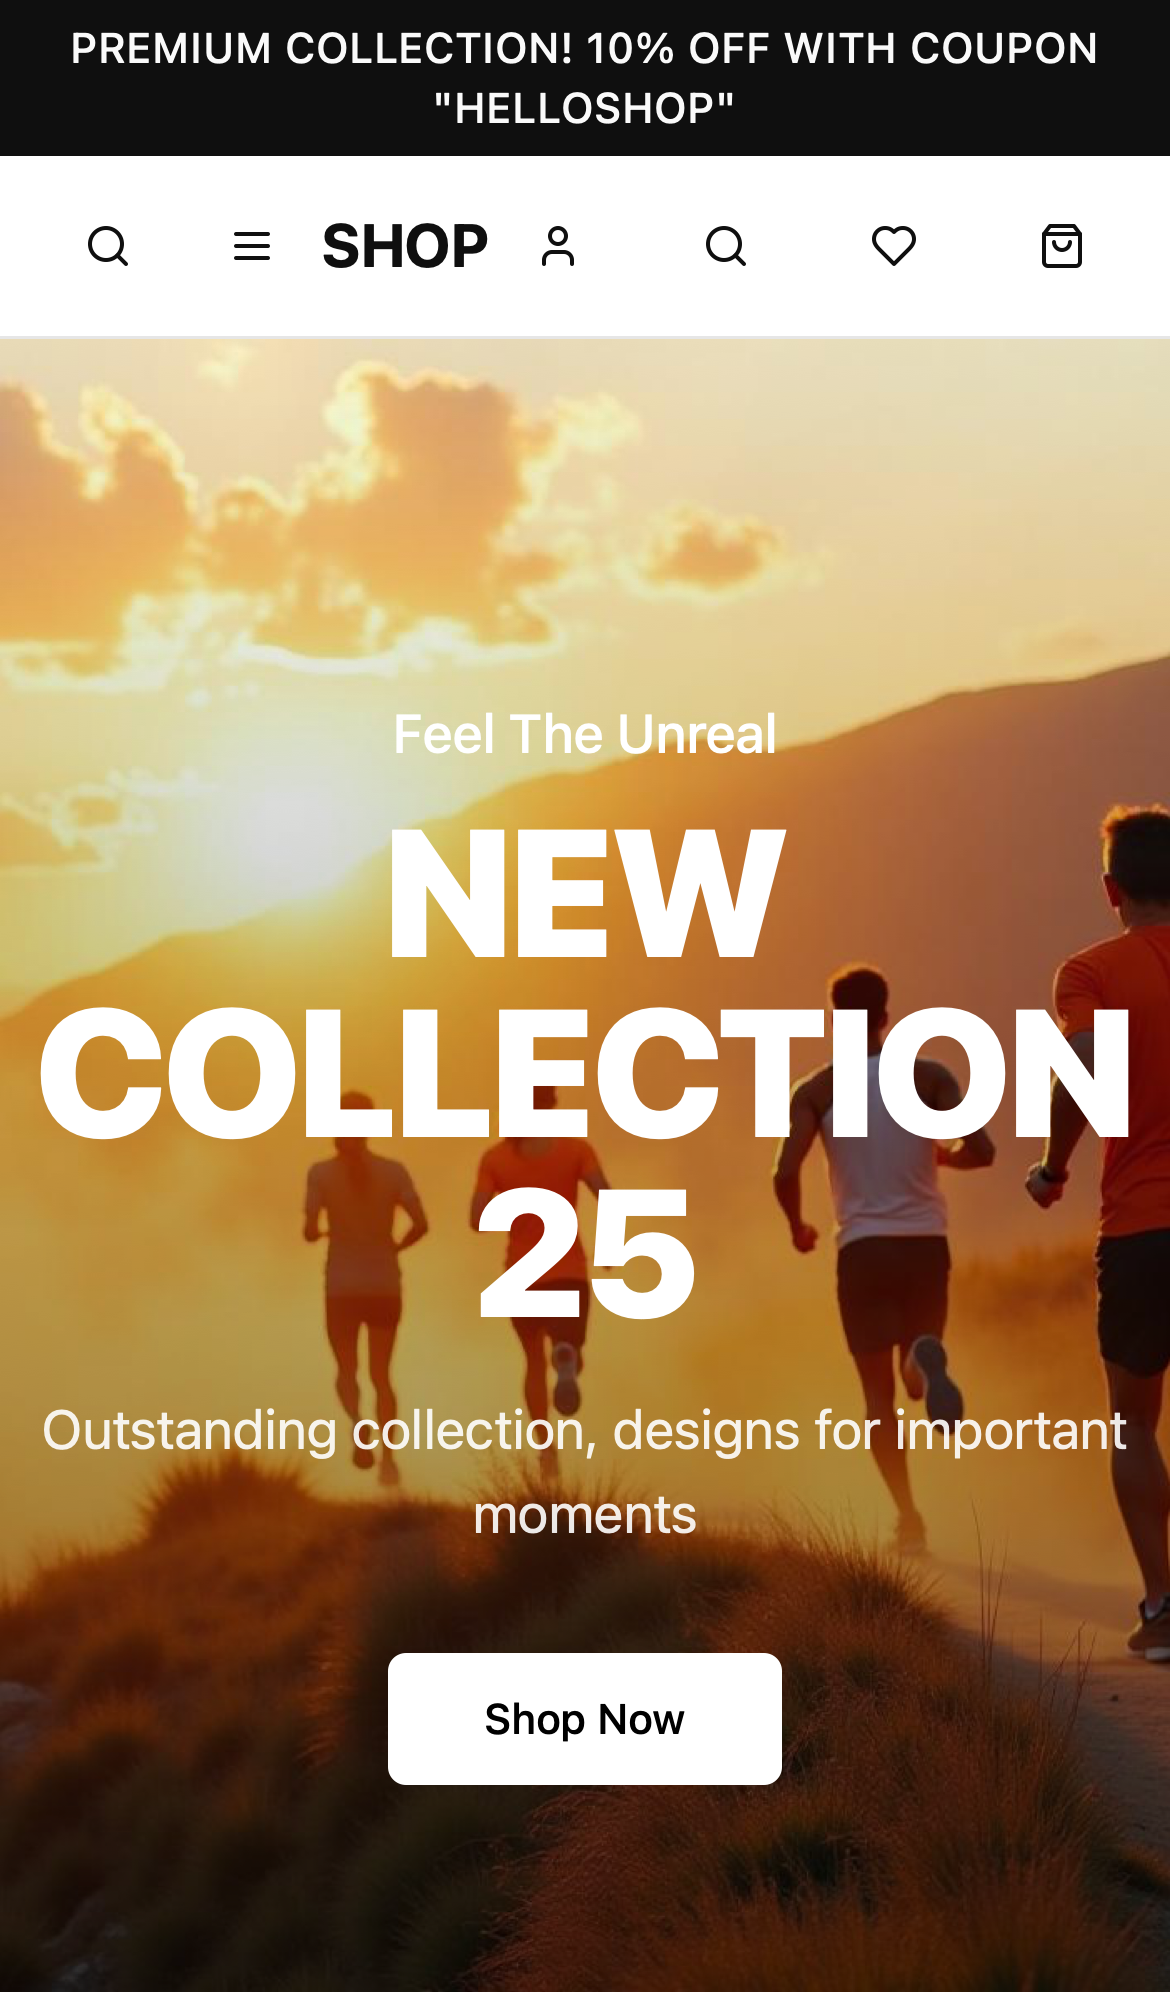 PREMIUM COLLECTION! 10% OFF WITH COUPON
"HELLOSHOP"
SHOP
Feel The Unreal
NEW
COLLECTION
25
Outstanding collection, designs for important
moments
Shop Now